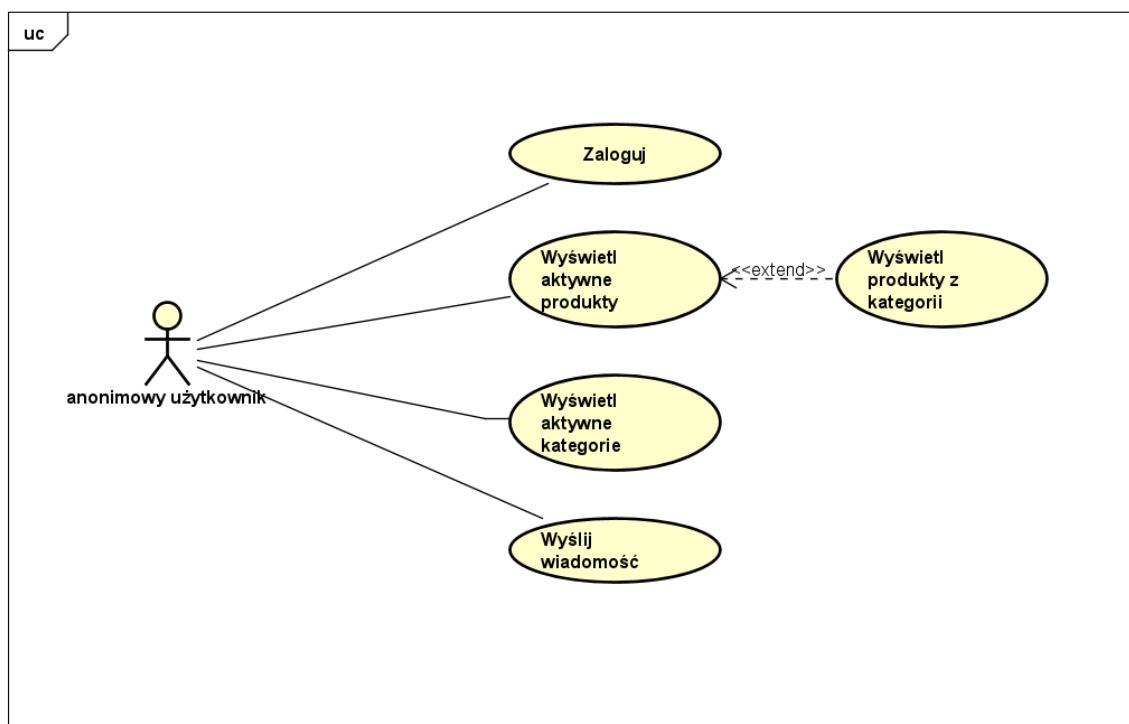 uc
Zaloguj
Wyświetl
aktywne
produkty
<<extend>>
Wyświetl
produkty z
kategorii
anonimowy użytkownik
Wyświetl
aktywne
kategorie
Wyślij
wiadomość